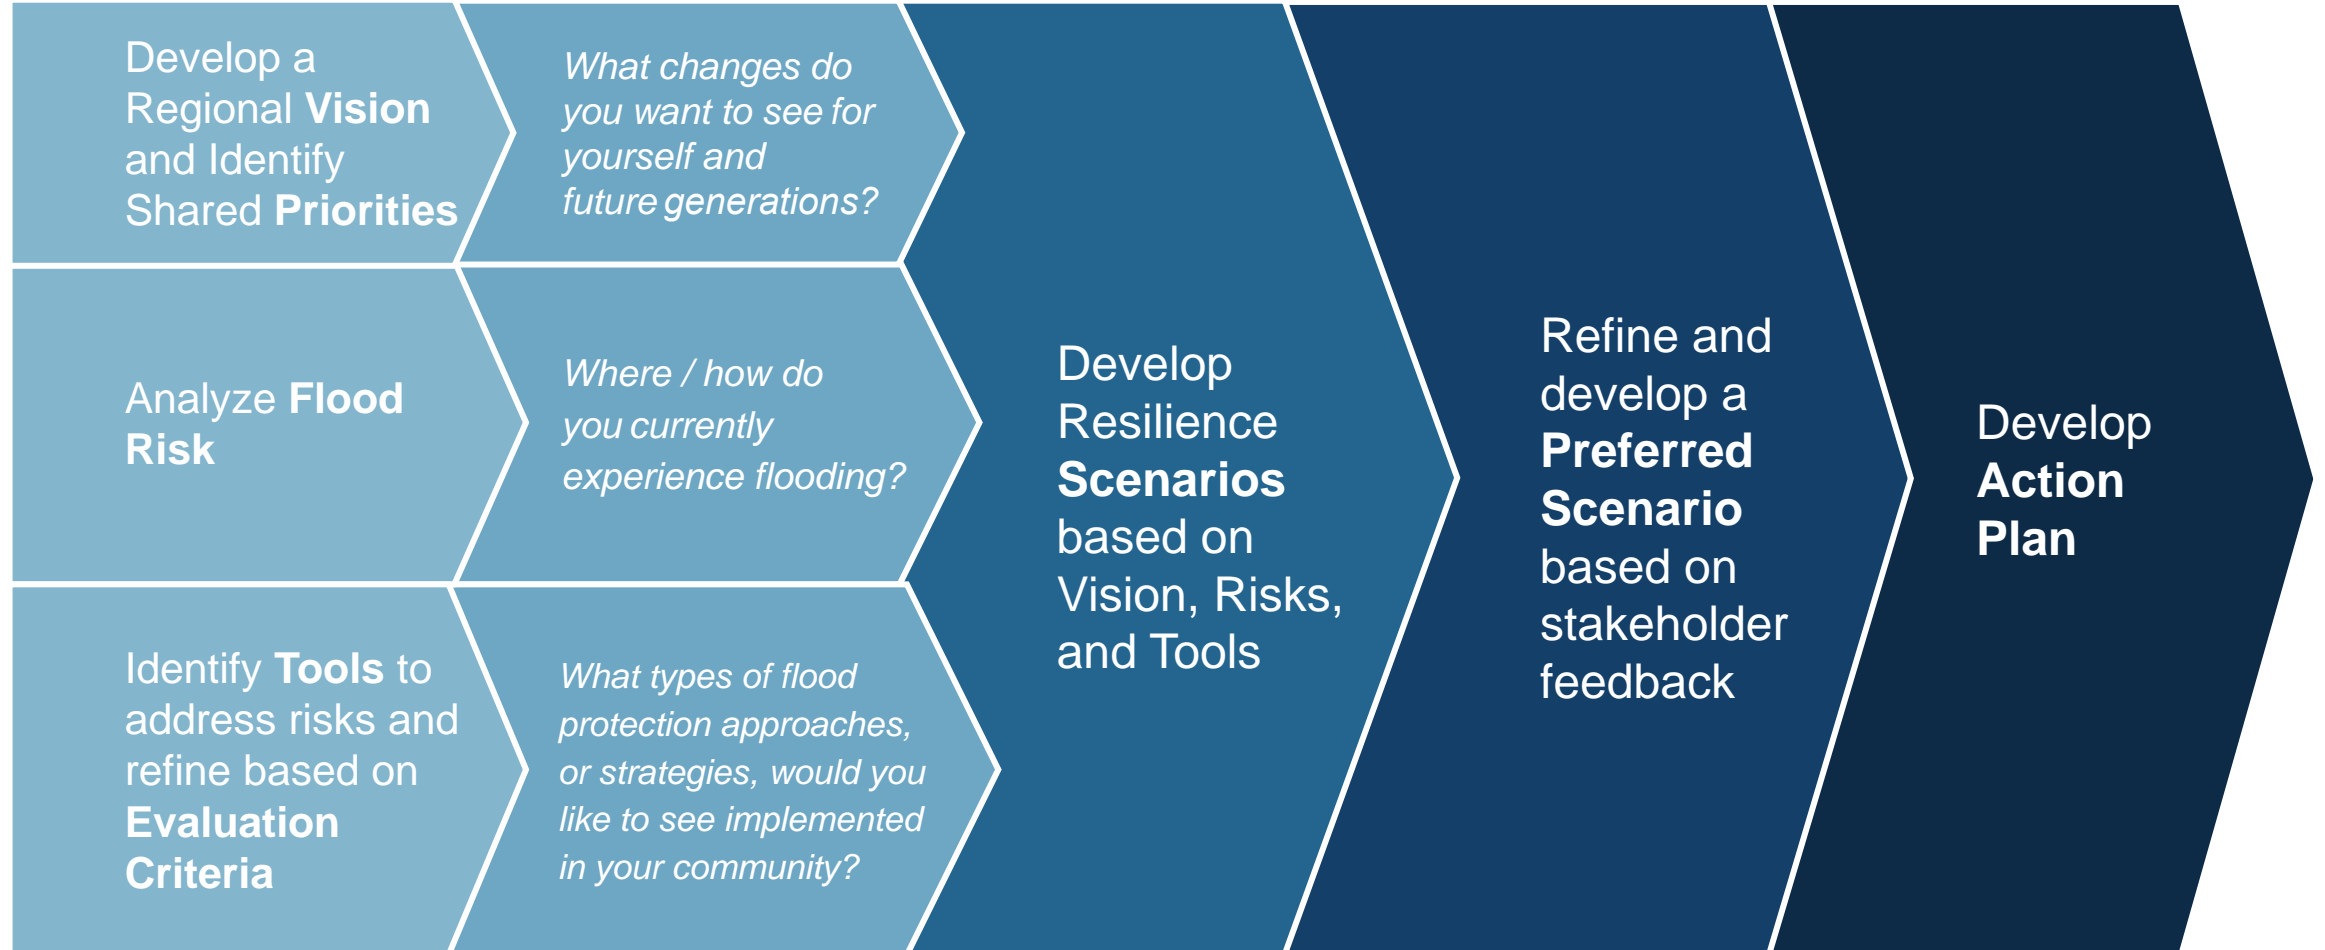 Develop a
Regional Vision
and Identify
Shared Priorities
What changes do
you want to see for
yourself and
future generations?
Analyze Flood
Risk
Where / how do
you currently
experience flooding?
Identify Tools to
address risks and
refine based on
Evaluation
Criteria
What types of flood
protection approaches,
or strategies, would you
like to see implemented
in your community?
Develop
Resilience
Scenarios
based on
Vision, Risks,
and Tools
Refine and
develop a
Preferred
Scenario
based on
stakeholder
feedback
Develop
Action
Plan